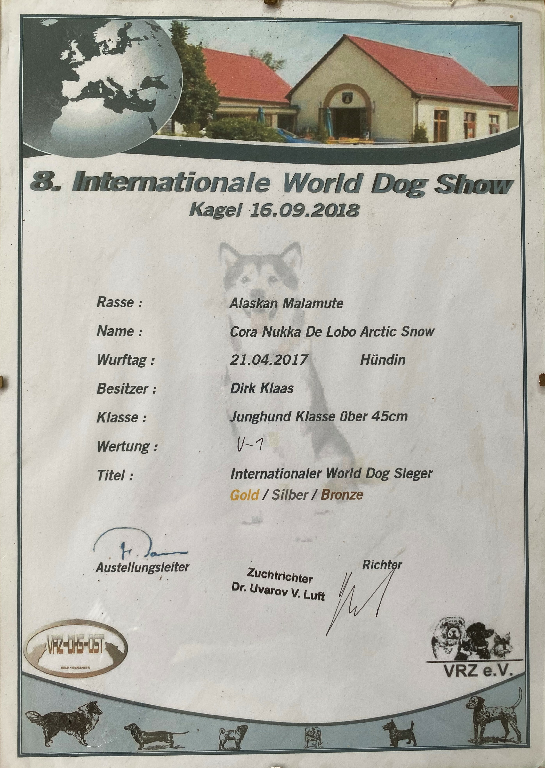 8. Internationale World Dog Show
Kagel 16.09.2018
Rasse : Alaskan Malamute
Name : Cora Nukka De Lobo Arctic Snow
Wurftag : 21.04.2017 Hündin
Besitzer : Dirk Klaas
Klasse : Junghund Klasse über 45cm
Wertung : V-1
Titel : Internationaler World Dog Sieger
Gold / Silber / Bronze
Austellungsleiter
Zuchtrichter
Dr. Uvarov V. Luft
Richter
VRZ-DHS-OST
VRZ e.V.